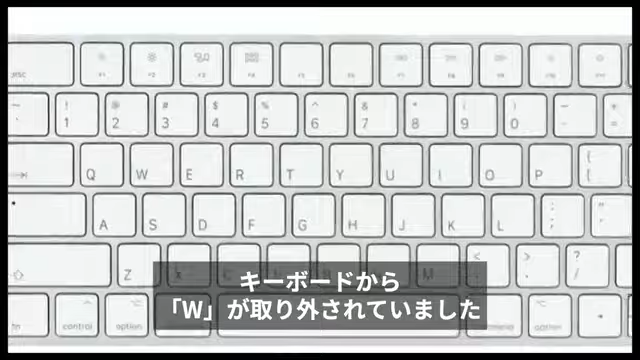 esc F1 F2 F3 F4 F5 F6 F7 F8 F9 F10
! 1 @ 2 # 3 $ 4 % 5 ^ 6 & 7 * 8 ( 9 ) 0
Q W E R T Y U I O P { [
A S D F G H J K L : ; "
Z X M < , > . ?
control option option
キーボードから
「W」が取り外されていました